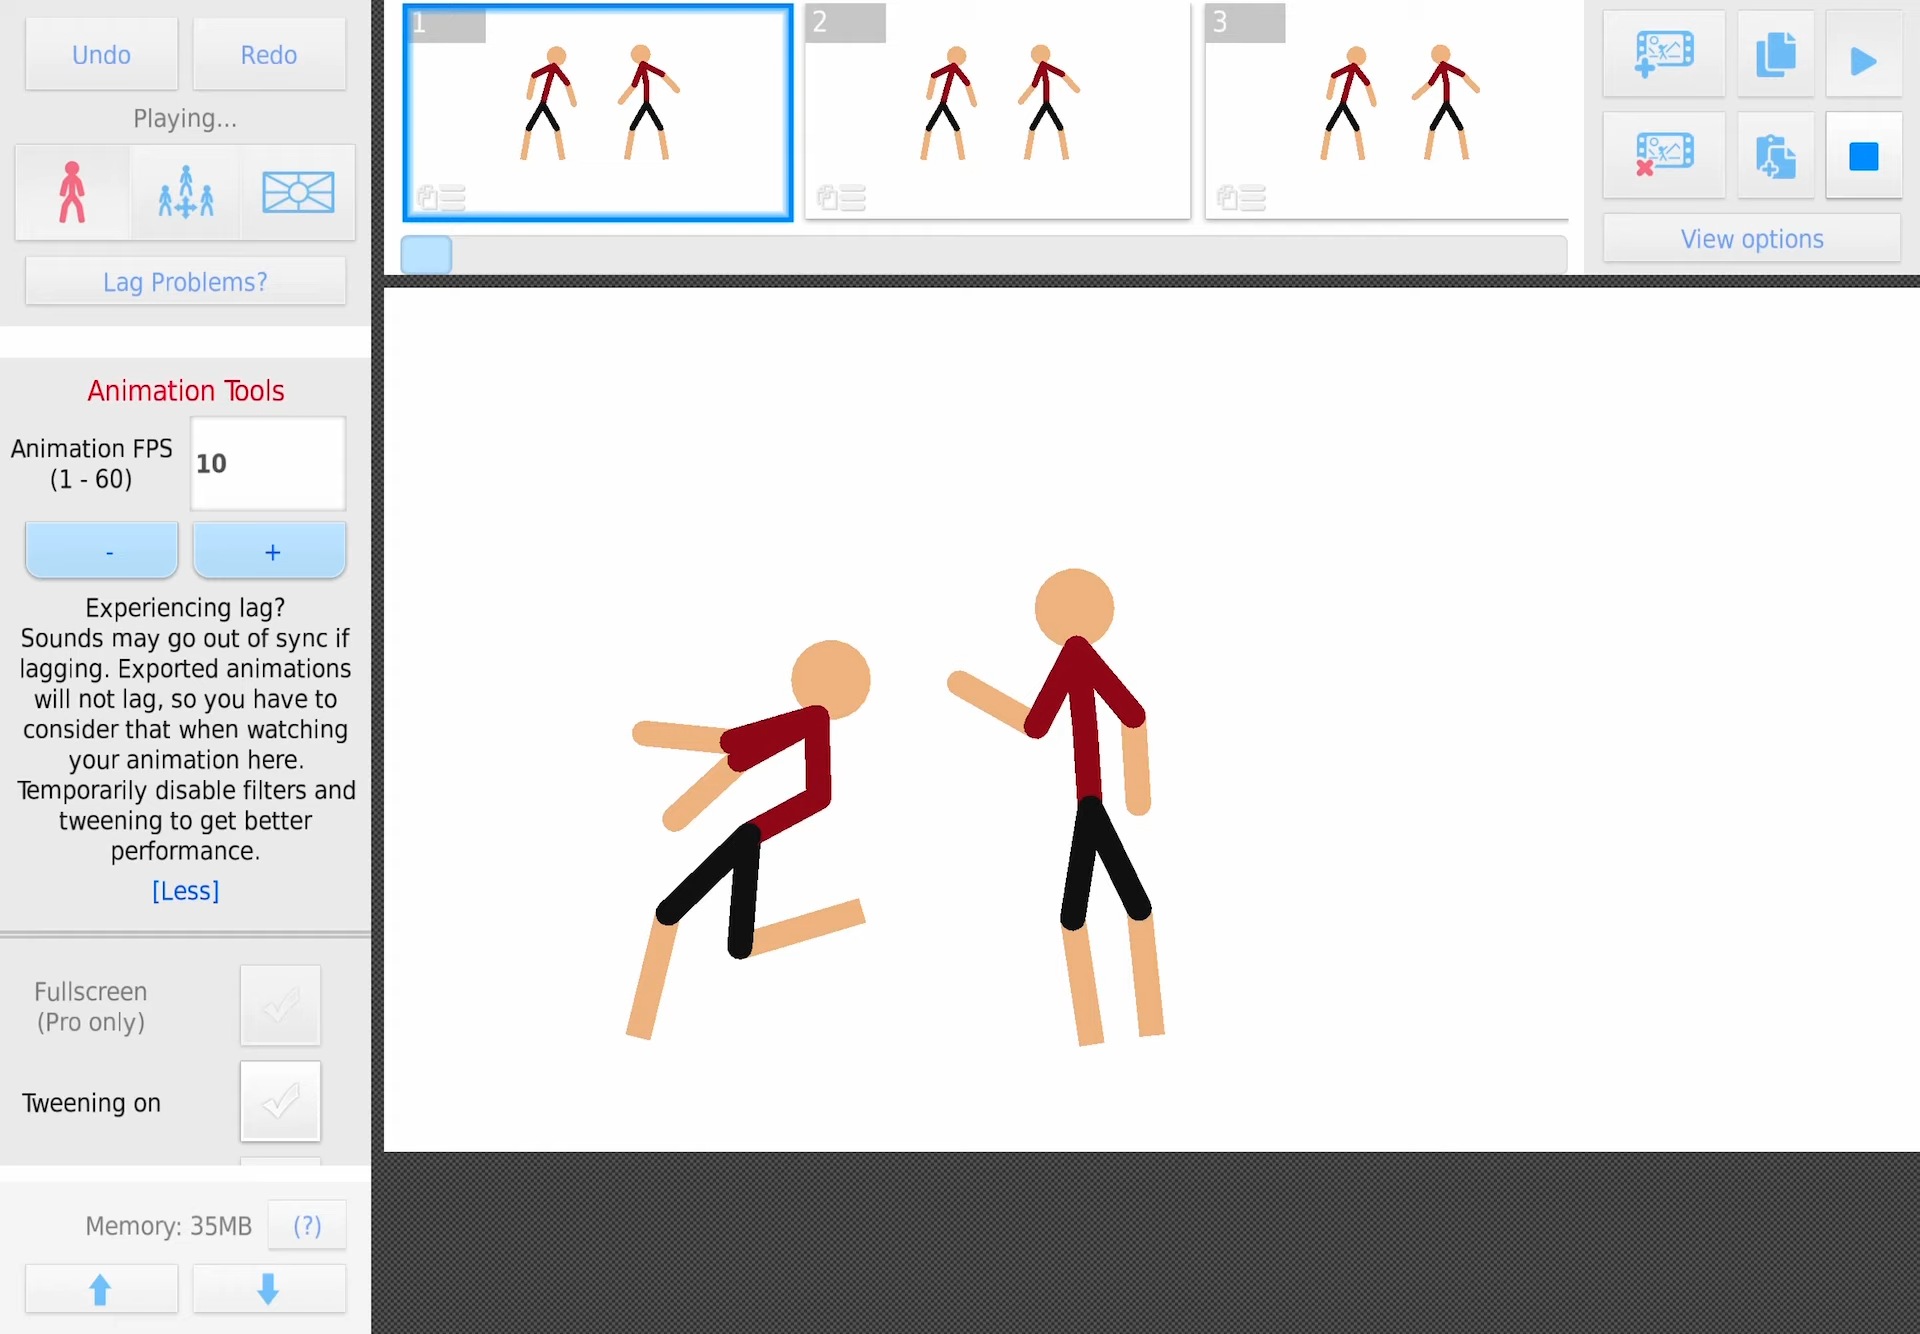 Undo
Redo
Playing...
Lag Problems?
Animation Tools
Animation FPS
(1 - 60)
10
-
+
Experiencing lag?
Sounds may go out of sync if
lagging. Exported animations
will not lag, so you have to
consider that when watching
your animation here.
Temporarily disable filters and
tweening to get better
performance.
[Less]
Fullscreen
(Pro only)
Tweening on
Memory: 35MB
(?)
1
2
3
View options